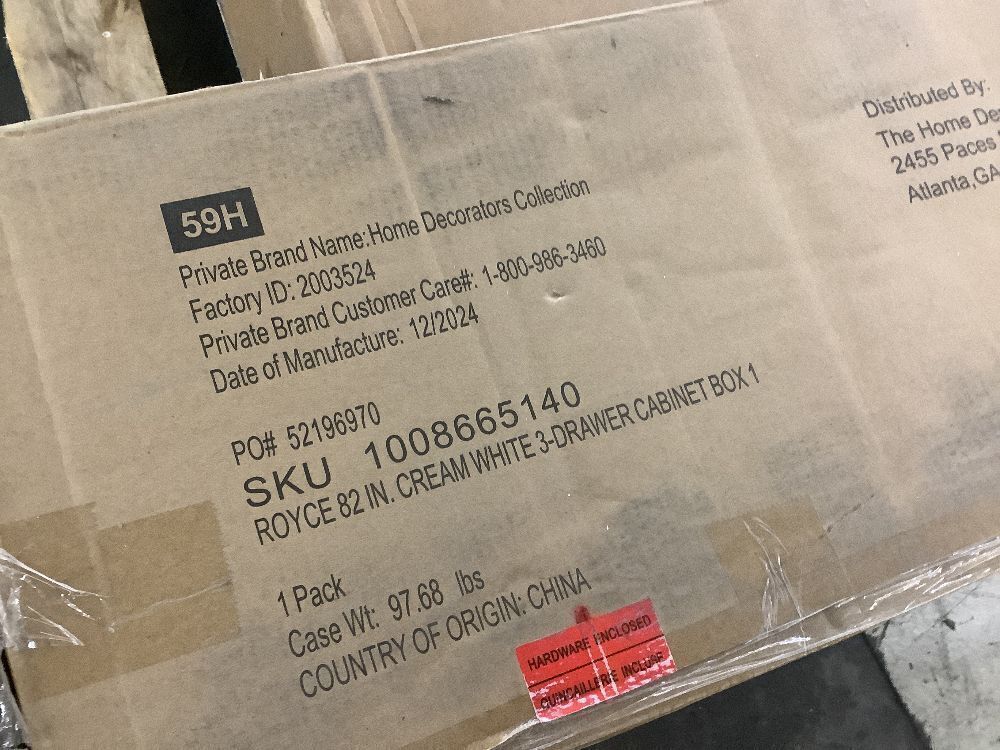 59H
Private Brand Name:Home Decorators Collection
Factory ID: 2003524
Private Brand Customer Care#: 1-800-986-3460
Date of Manufacture: 12/2024
PO# 52196970
SKU 1008665140
ROYCE 82 IN. CREAM WHITE 3-DRAWER CABINET BOX 1
1 Pack
Case Wt: 97.68 lbs
COUNTRY OF ORIGIN: CHINA
HARDWARE ENCLOSED
QUINCAILLERIE INCLUSE
Distributed By:
The Home
2455 Paces
Atlanta,GA